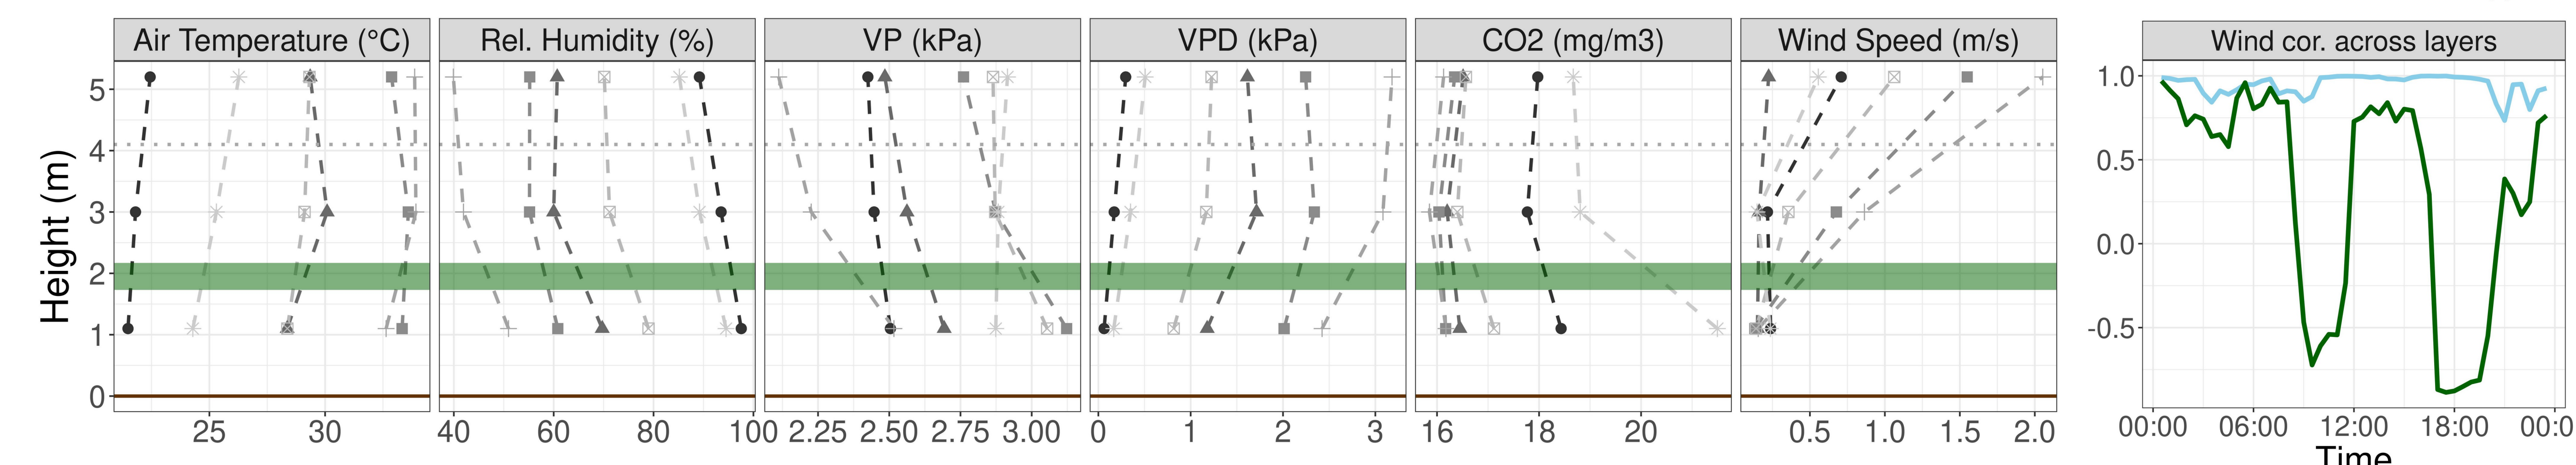 Air Temperature (°C)
Rel. Humidity (%)
VP (kPa)
VPD (kPa)
CO2 (mg/m3)
Wind Speed (m/s)
Wind cor. across layers
Height (m)
5
4
3
2
1
0
25 30
40 60 80 100
2.25 2.50 2.75 3.00
0 1 2 3
16 18 20
0.5 1.0 1.5 2.0
1.0
0.5
0.0
-0.5
00:00 06:00 12:00 18:00 00:0
Time